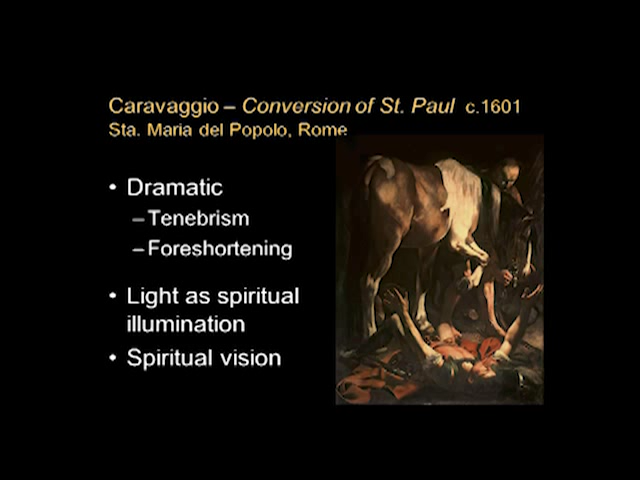 Caravaggio – Conversion of St. Paul c.1601
Sta. Maria del Popolo, Rome
• Dramatic
– Tenebrism
– Foreshortening
• Light as spiritual
illumination
• Spiritual vision